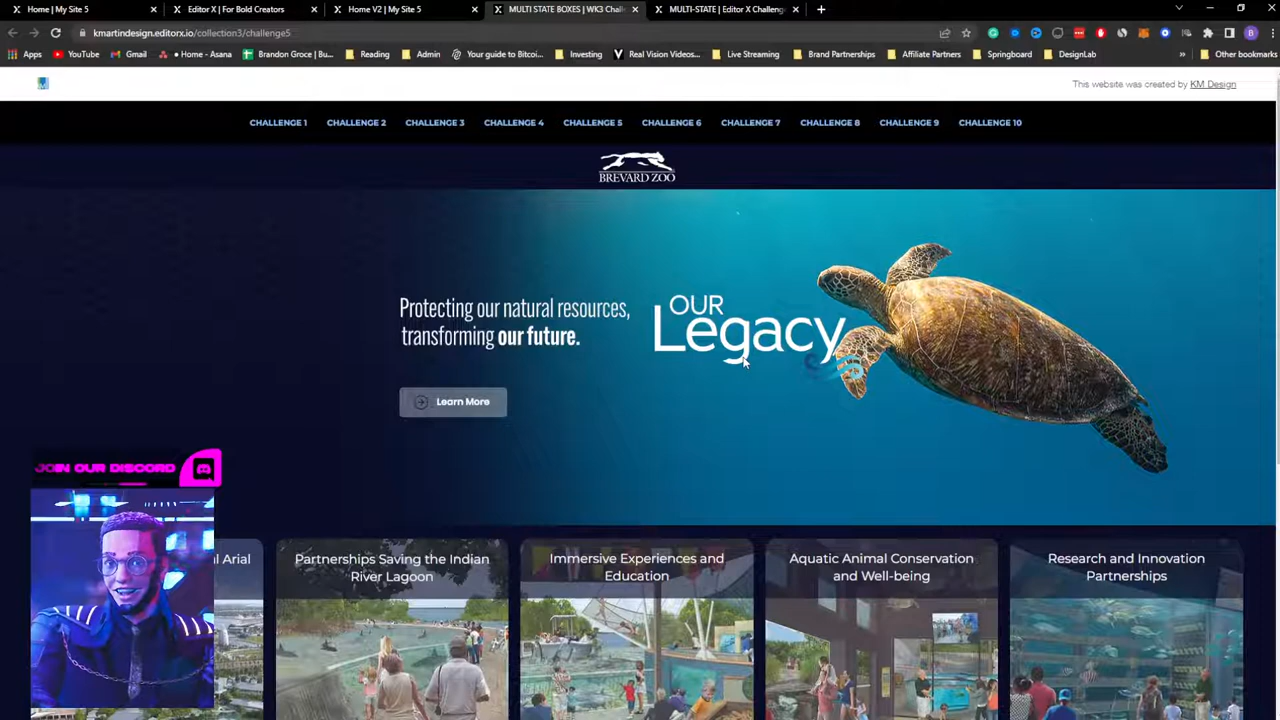 Home | My Site 5
Editor X | For Bold Creators
Home V2 | My Site 5
MULTI STATE BOXES | WK3 Chall
MULTI-STATE | Editor X Challeng
kmartindesign.editorx.io/collection3/challenge5
Apps
YouTube
Gmail
• Home - Asana
Brandon Groce | Bu...
Reading
Admin
Your guide to Bitcoi...
Investing
Real Vision Videos...
Live Streaming
Brand Partnerships
Affiliate Partners
Springboard
DesignLab
»
Other bookmarks
This website was created by KM Design
CHALLENGE 1
CHALLENGE 2
CHALLENGE 3
CHALLENGE 4
CHALLENGE 5
CHALLENGE 6
CHALLENGE 7
CHALLENGE 8
CHALLENGE 9
CHALLENGE 10
BREVARD ZOO
Protecting our natural resources,
transforming our future.
OUR
Legacy
Learn More
JOIN OUR DISCORD
l Arial
Partnerships Saving the Indian
River Lagoon
Immersive Experiences and
Education
Aquatic Animal Conservation
and Well-being
Research and Innovation
Partnerships